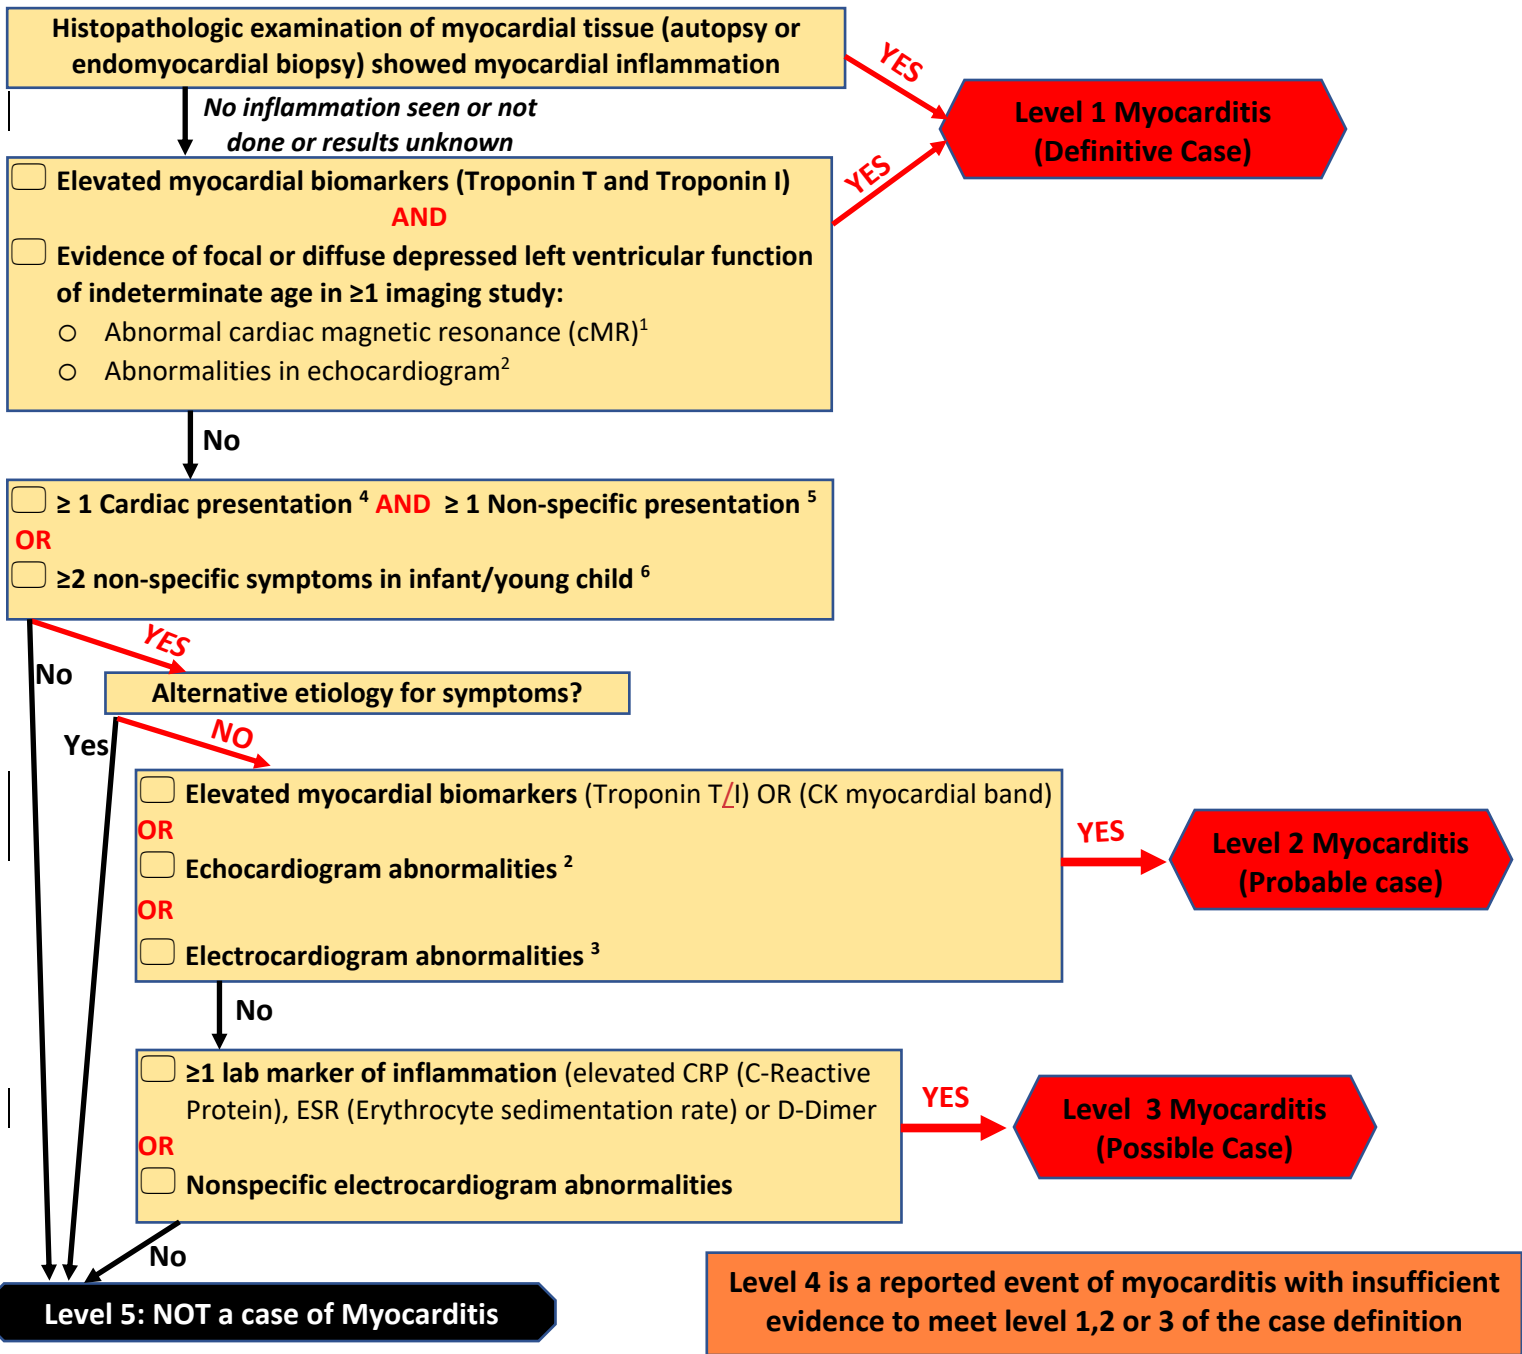 Histopathologic examination of myocardial tissue (autopsy or
endomyocardial biopsy) showed myocardial inflammation
YES
No inflammation seen or not
done or results unknown
Level 1 Myocarditis
(Definitive Case)
YES
Elevated myocardial biomarkers (Troponin T and Troponin I)
AND
Evidence of focal or diffuse depressed left ventricular function
of indeterminate age in ≥1 imaging study:
o Abnormal cardiac magnetic resonance (cMR)1
o Abnormalities in echocardiogram2
No
≥ 1 Cardiac presentation 4 AND ≥ 1 Non-specific presentation 5
OR
≥2 non-specific symptoms in infant/young child 6
YES
No
Alternative etiology for symptoms?
NO
Yes
Elevated myocardial biomarkers (Troponin T/I) OR (CK myocardial band)
OR
Echocardiogram abnormalities 2
OR
Electrocardiogram abnormalities 3
YES
Level 2 Myocarditis
(Probable case)
No
≥1 lab marker of inflammation (elevated CRP (C-Reactive
Protein), ESR (Erythrocyte sedimentation rate) or D-Dimer
OR
Nonspecific electrocardiogram abnormalities
YES
Level 3 Myocarditis
(Possible Case)
No
Level 5: NOT a case of Myocarditis
Level 4 is a reported event of myocarditis with insufficient
evidence to meet level 1,2 or 3 of the case definition